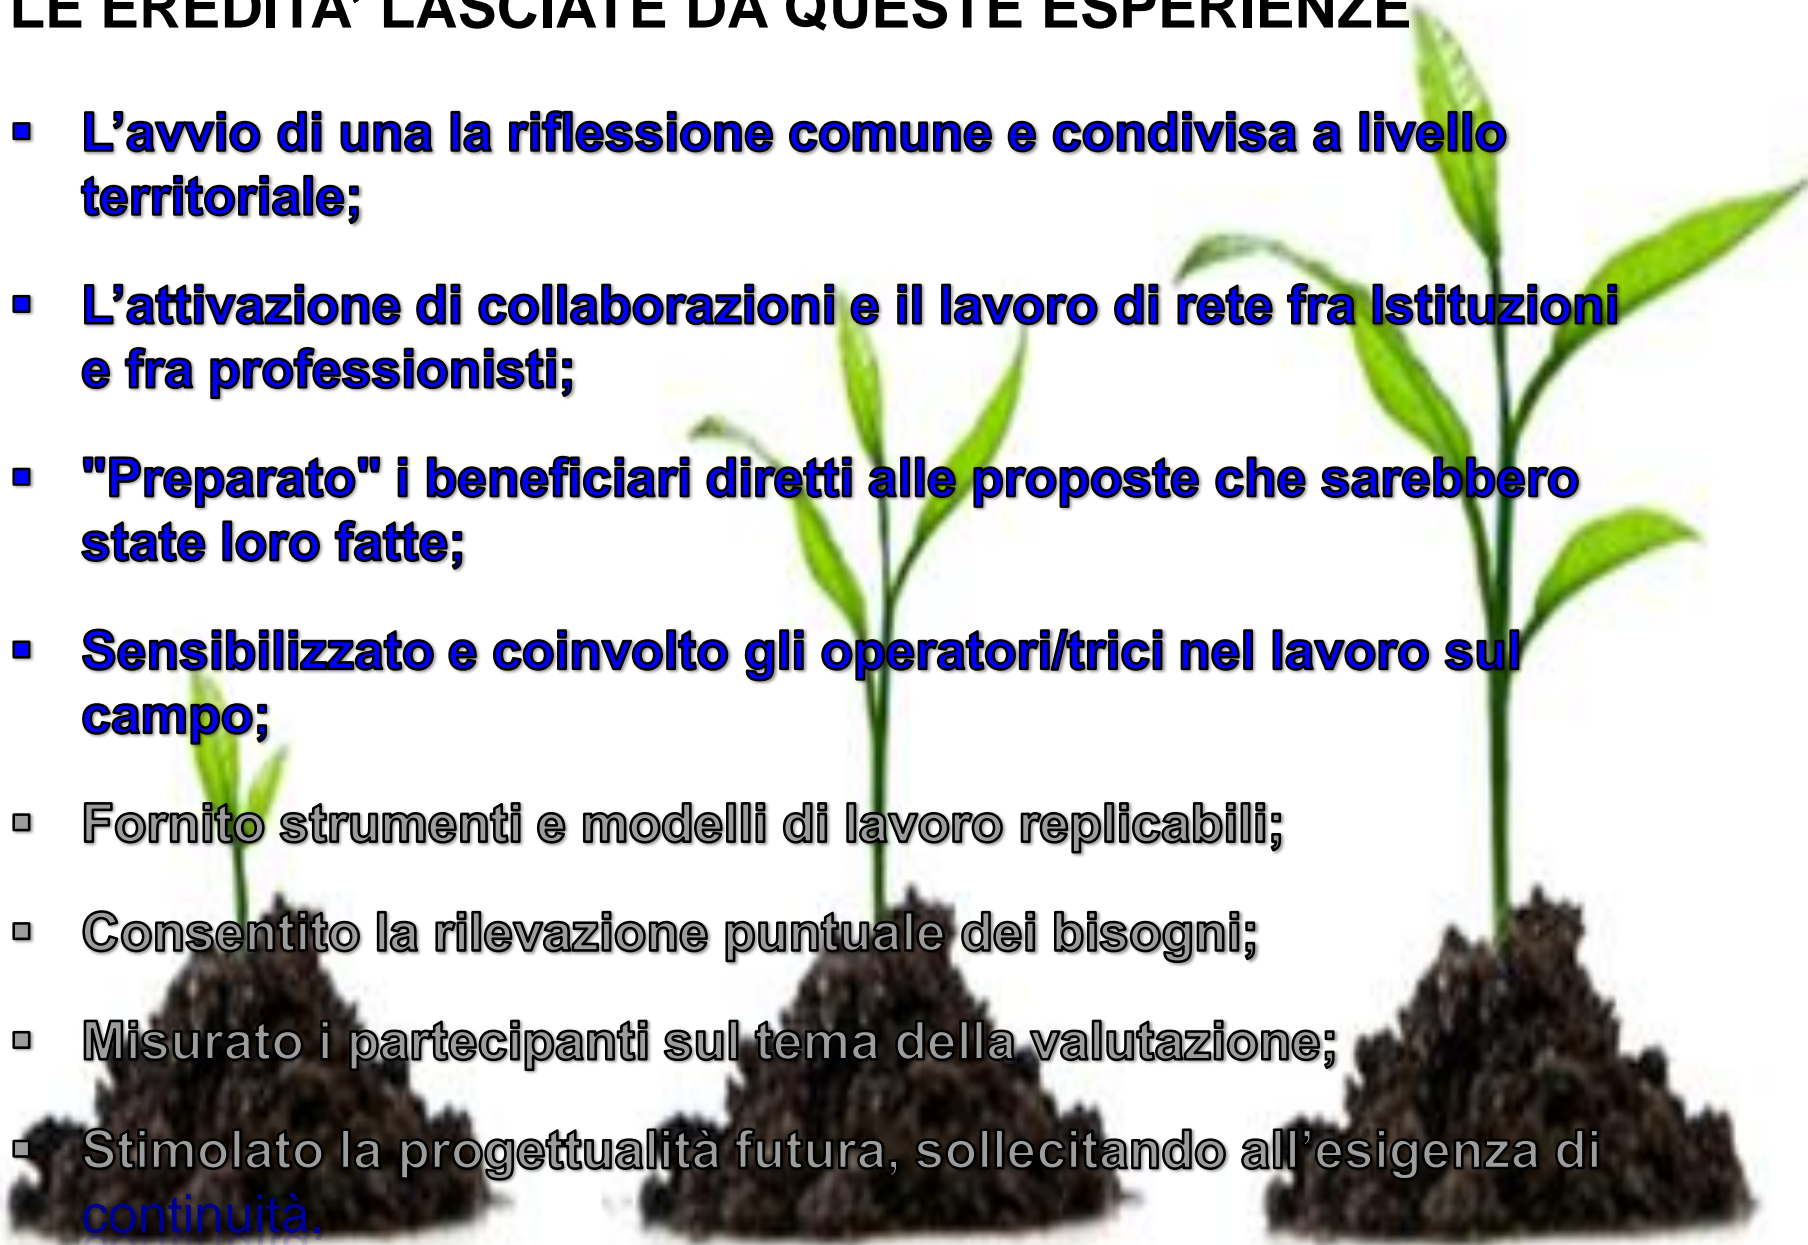 LE EREDITA’ LASCIATE DA QUESTE ESPERIENZE
▪ L’avvio di una la riflessione comune e condivisa a livello
territoriale;
▪ L’attivazione di collaborazioni e il lavoro di rete fra Istituzioni
e fra professionisti;
▪ "Preparato" i beneficiari diretti alle proposte che sarebbero
state loro fatte;
▪ Sensibilizzato e coinvolto gli operatori/trici nel lavoro sul
campo;
▪ Fornito strumenti e modelli di lavoro replicabili;
▪ Consentito la rilevazione puntuale dei bisogni;
▪ Misurato i partecipanti sul tema della valutazione;
▪ Stimolato la progettualità futura, sollecitando all’esigenza di
continuità.